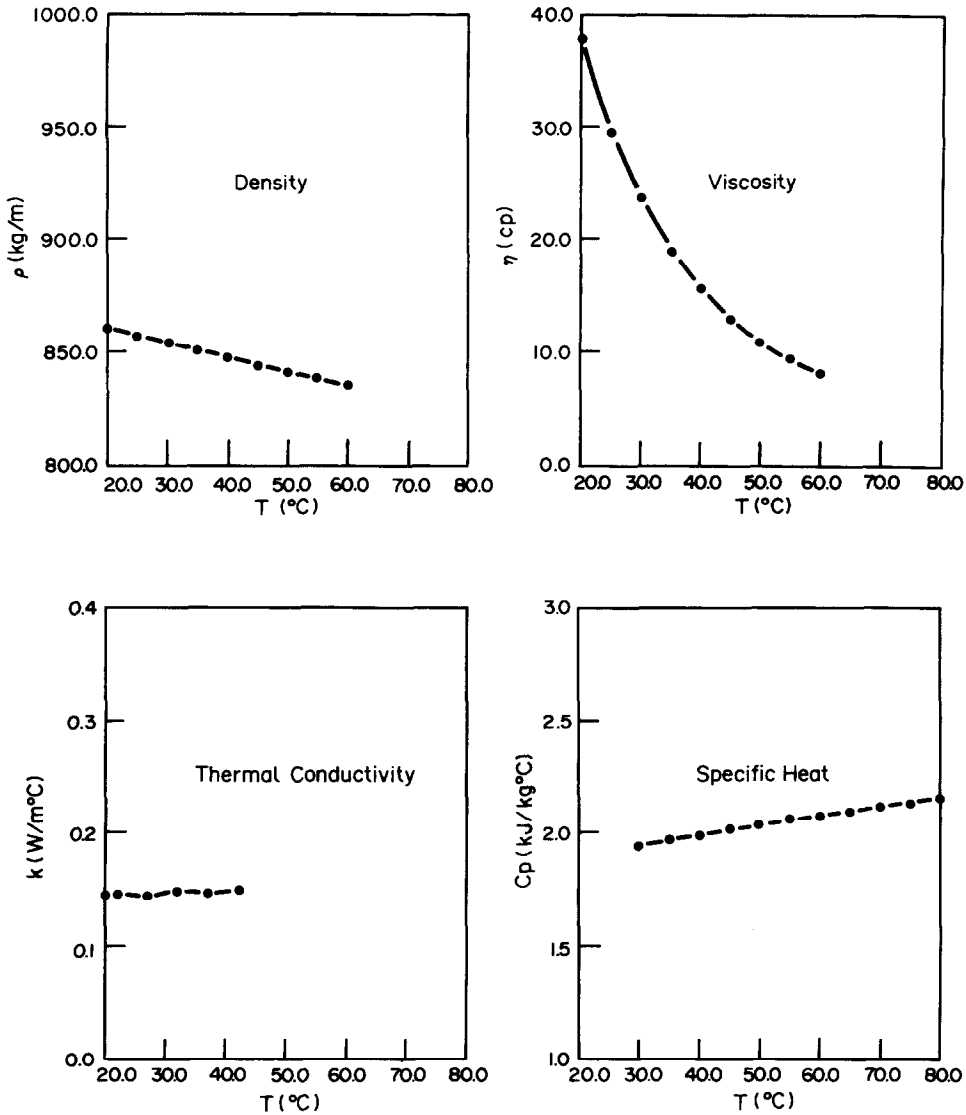 1000.0
950.0
900.0
850.0
800.0
ρ (kg/m)
Density
20.0 30.0 40.0 50.0 60.0 70.0 80.0
T (°C)
40.0
30.0
20.0
10.0
0.0
η (cp)
Viscosity
20.0 30.0 40.0 50.0 60.0 70.0 80.0
T (°C)
0.4
0.3
0.2
0.1
0.0
k (W/m°C)
Thermal Conductivity
20.0 30.0 40.0 50.0 60.0 70.0 80.0
T (°C)
3.0
2.5
2.0
1.5
1.0
Cp (kJ/kg°C)
Specific Heat
20.0 30.0 40.0 50.0 60.0 70.0 80.0
T (°C)